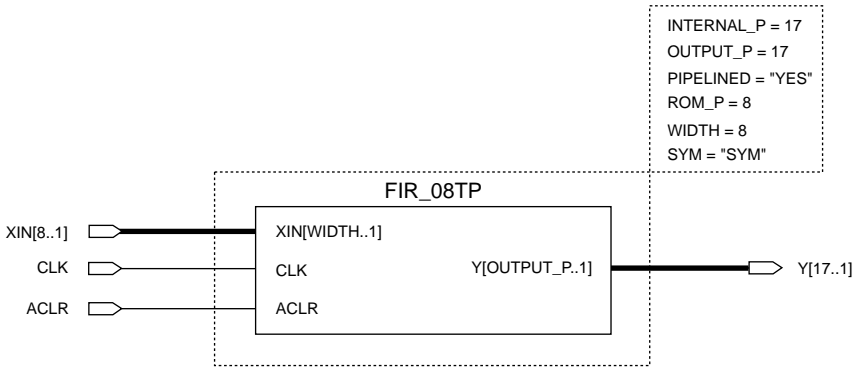 INTERNAL_P = 17
OUTPUT_P = 17
PIPELINED = "YES"
ROM_P = 8
WIDTH = 8
SYM = "SYM"
FIR_08TP
XIN[8..1]
XIN[WIDTH..1]
CLK
CLK
Y[OUTPUT_P..1]
Y[17..1]
ACLR
ACLR